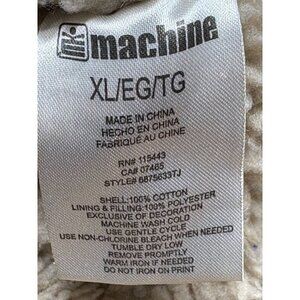 machine
XL/EG/TG
MADE IN CHINA
HECHO EN CHINA
FABRIQUÉ AU CHINE
RN# 115443
CA# 07485
STYLE# 6875633TJ
SHELL:100% COTTON
LINING & FILLING:100% POLYESTER
EXCLUSIVE OF DECORATION
MACHINE WASH COLD
USE GENTLE CYCLE
USE NON-CHLORINE BLEACH WHEN NEEDED
TUMBLE DRY LOW
REMOVE PROMPTLY
WARM IRON IF NEEDED
DO NOT IRON ON PRINT